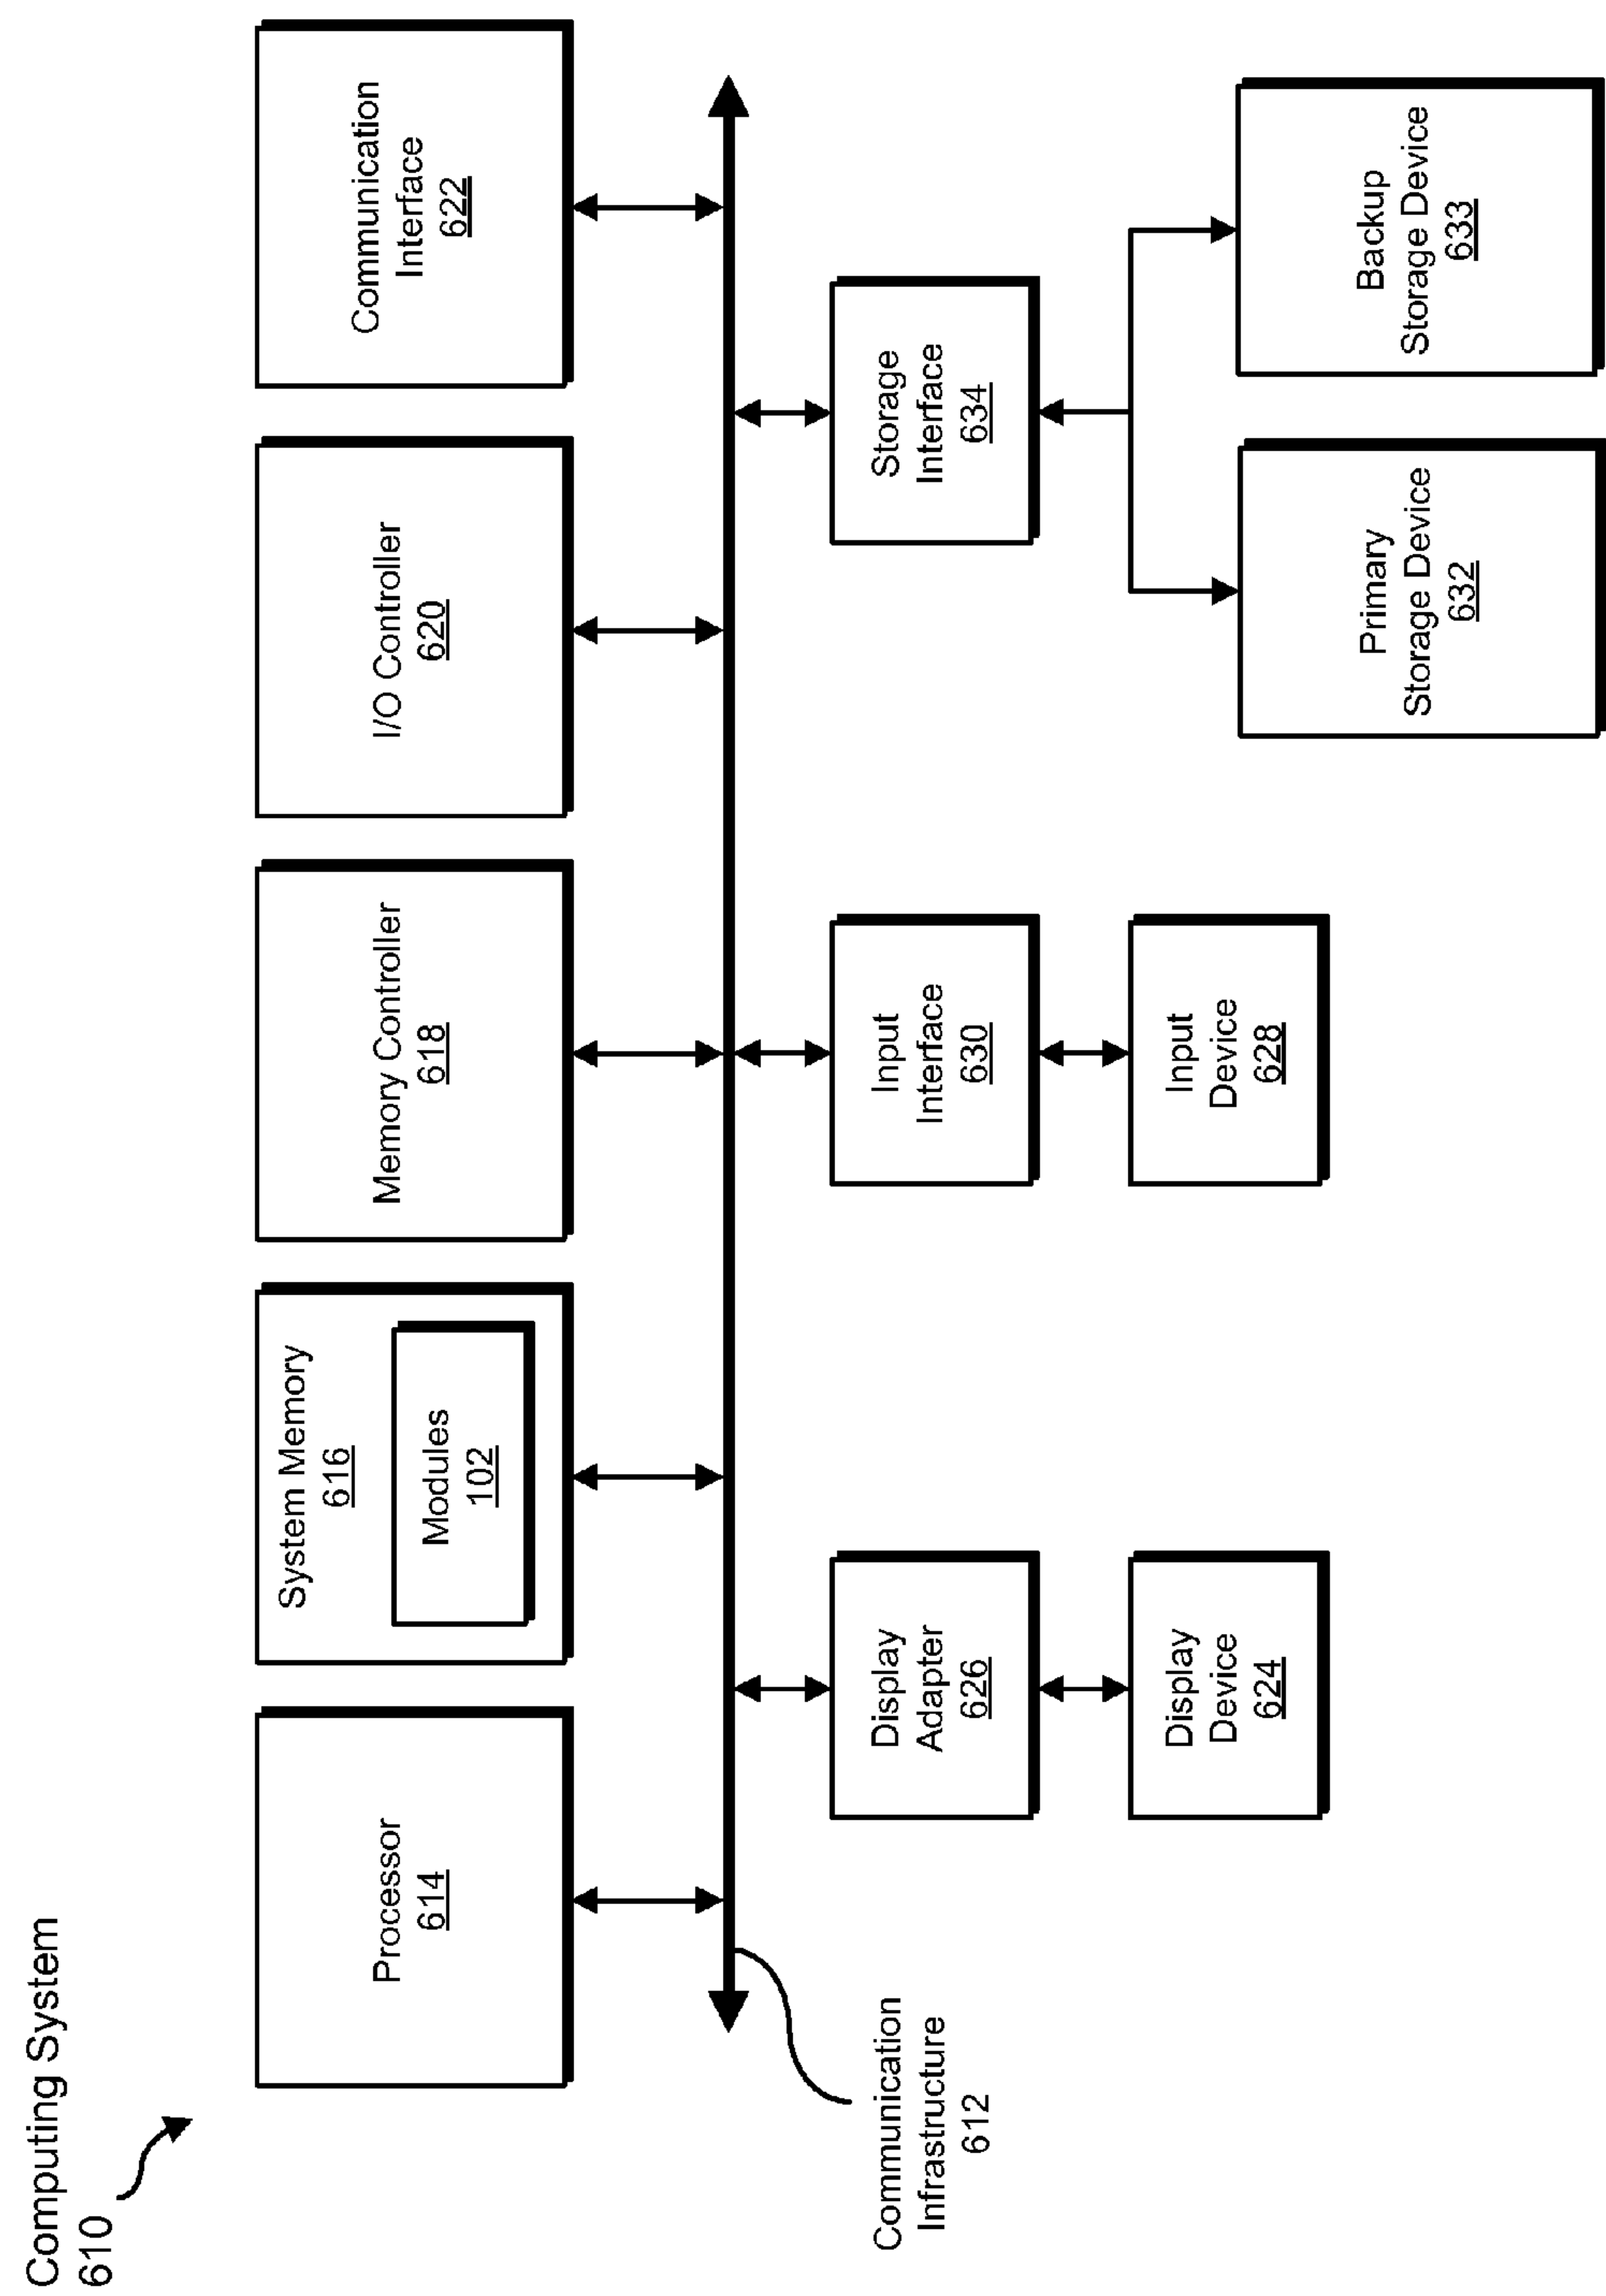 Computing System
610
Processor
614
System Memory
616
Modules
102
Memory Controller
618
I/O Controller
620
Communication
Interface
622
Communication
Infrastructure
612
Display
Adapter
626
Input
Interface
630
Storage
Interface
634
Display
Device
624
Input
Device
628
Primary
Storage Device
632
Backup
Storage Device
633